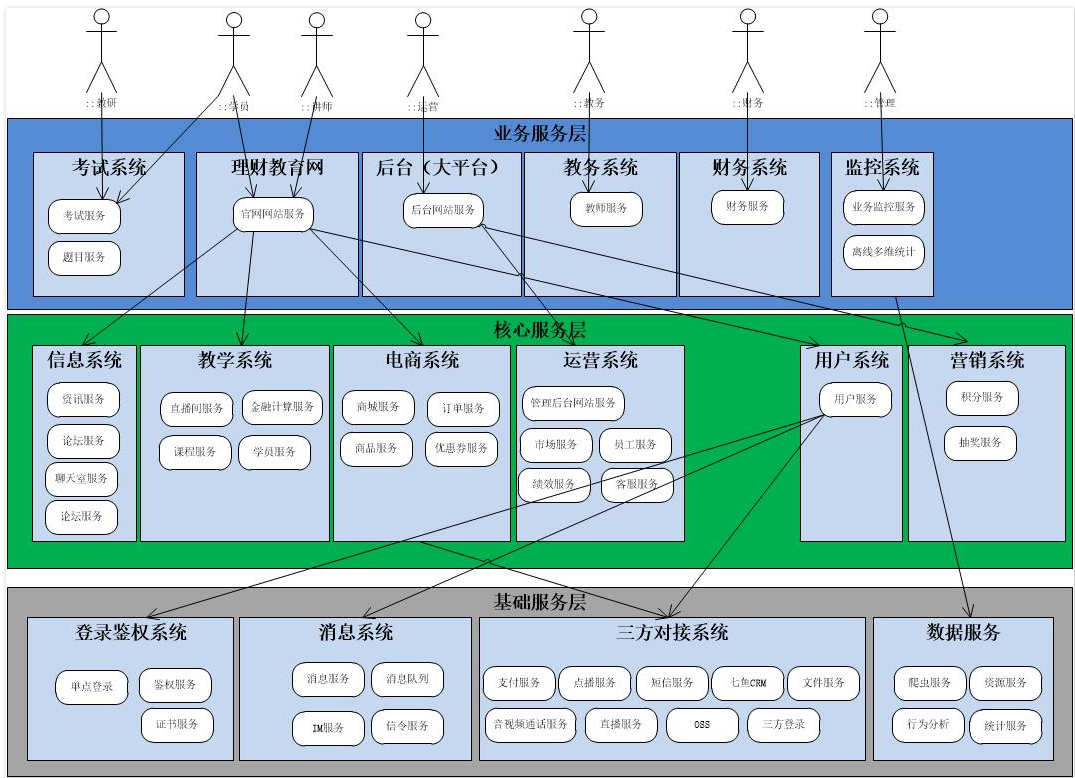 ::教研
::学员
::讲师
::运营
::教务
::财务
::管理
业务服务层
考试系统
理财教育网
后台（大平台）
教务系统
财务系统
监控系统
考试服务
题目服务
官网网站服务
后台网站服务
教师服务
财务服务
业务监控服务
离线多维统计
核心服务层
信息系统
教学系统
电商系统
运营系统
用户系统
营销系统
资讯服务
论坛服务
聊天室服务
论坛服务
直播间服务
金融计算服务
课程服务
学员服务
商城服务
订单服务
商品服务
优惠券服务
管理后台网站服务
市场服务
员工服务
绩效服务
客服服务
用户服务
积分服务
抽奖服务
基础服务层
登录鉴权系统
消息系统
三方对接系统
数据服务
单点登录
鉴权服务
证书服务
消息服务
消息队列
IM服务
信令服务
支付服务
点播服务
短信服务
七鱼CRM
文件服务
音视频通话服务
直播服务
OSS
三方登录
爬虫服务
资源服务
行为分析
统计服务